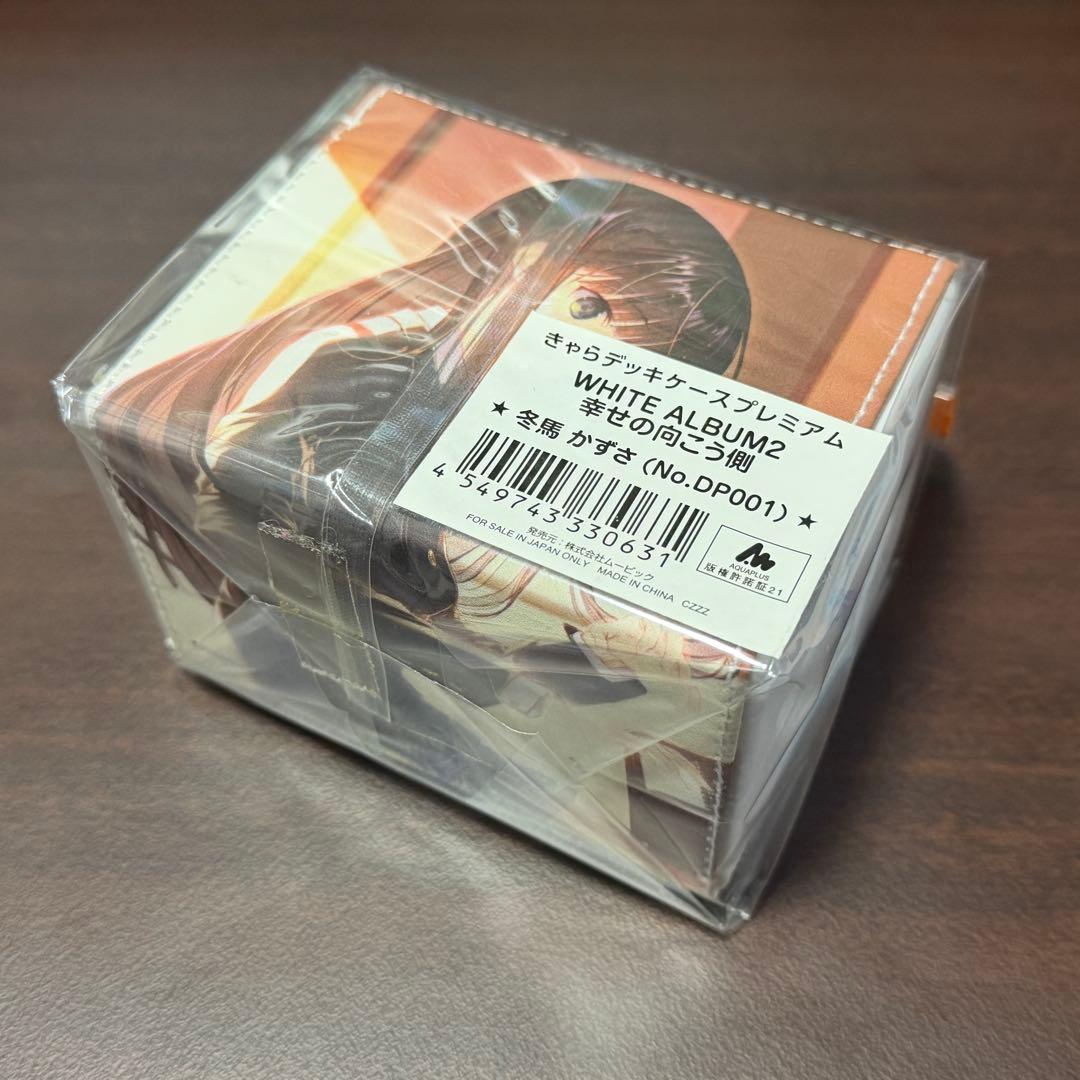 きゃらデッキケースプレミアム
WHITE ALBUM2
幸せの向こう側
★ 冬馬 かずさ (No.DP001) ★
4 549743 330631
発売元：株式会社ムービック
FOR SALE IN JAPAN ONLY MADE IN CHINA CZZZ
AQUAPLUS
版権許諾証21